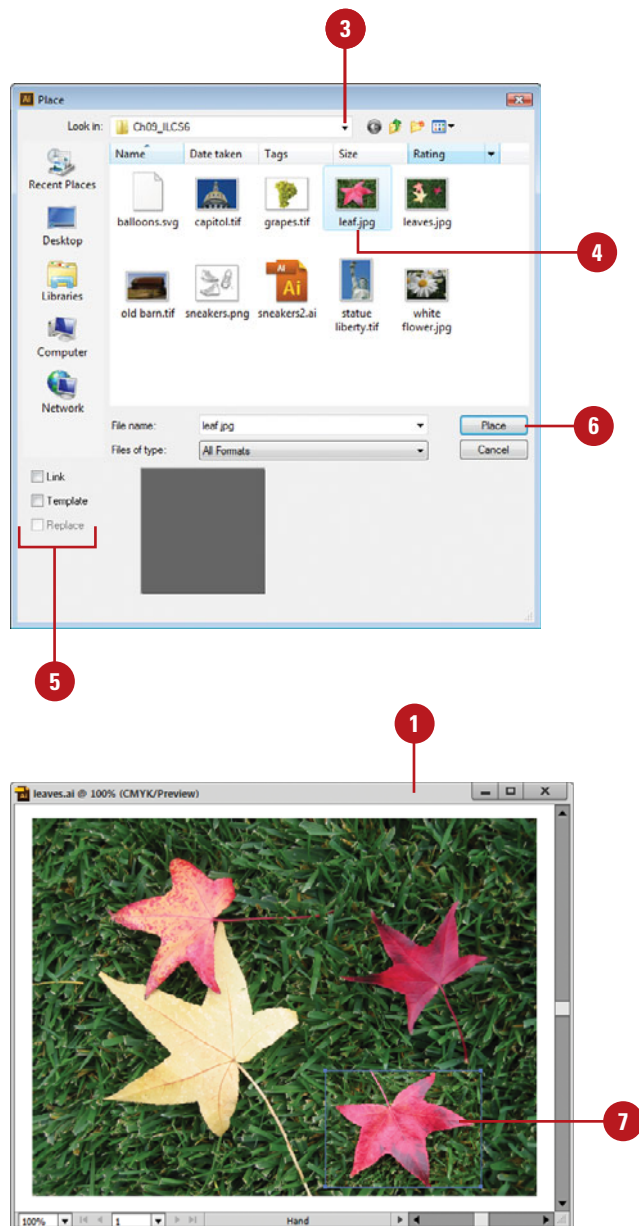 3
Ai Place
Look in: Ch09_ILCS6
Name Date taken Tags Size Rating
Recent Places
Desktop
Libraries
Computer
Network
balloons.svg capitol.tif grapes.tif leaf.jpg leaves.jpg
4
Ai
Ai
old barn.tif sneakers.png sneakers2.ai statue liberty.tif white flower.jpg
File name: leaf.jpg Place
6
Files of type: All Formats Cancel
Link
Template
Replace
5
1
leaves.ai @ 100% (CMYK/Preview)
7
100% 1 Hand